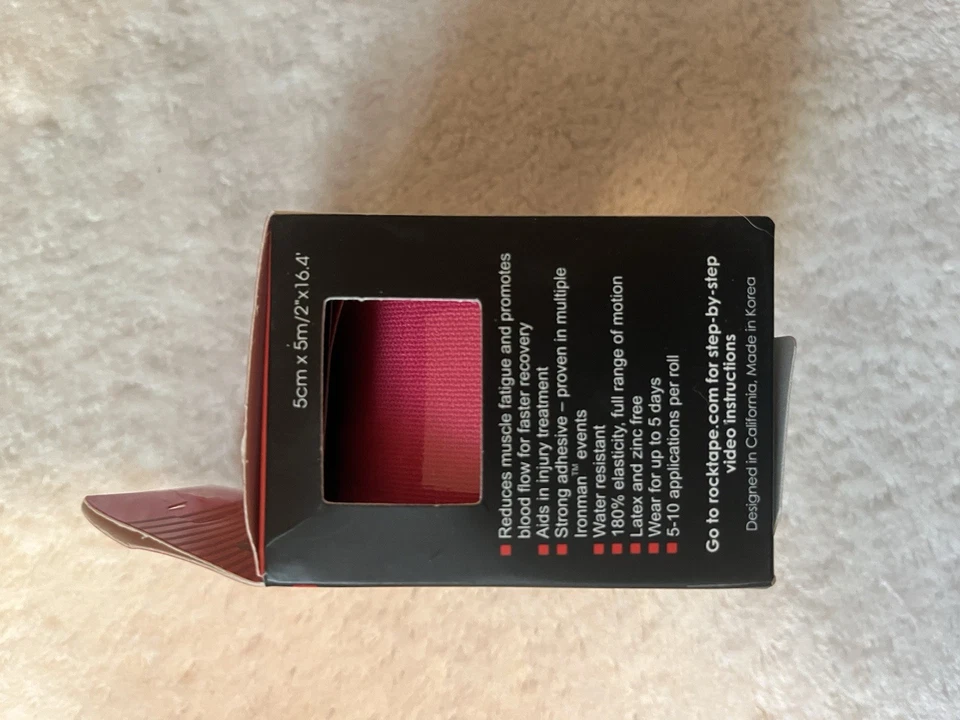 5cm x 5m/2"x16.4'
Reduces muscle fatigue and promotes
blood flow for faster recovery
Aids in injury treatment
Strong adhesive – proven in multiple
Ironman™ events
Water resistant
180% elasticity, full range of motion
Latex and zinc free
Wear for up to 5 days
5-10 applications per roll
Go to rocktape.com for step-by-step
video instructions
Designed in California, Made in Korea